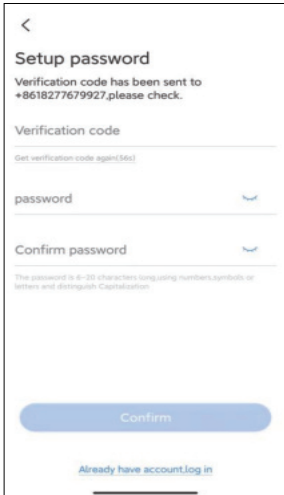 Setup password
Verification code has been sent to
+8618277679927,please check.
Verification code
Get verification code again(56s)
password
Confirm password
The password is 6-20 characters long,using numbers,symbols or
letters and distinguish Capitalization
Confirm
Already have account,log in